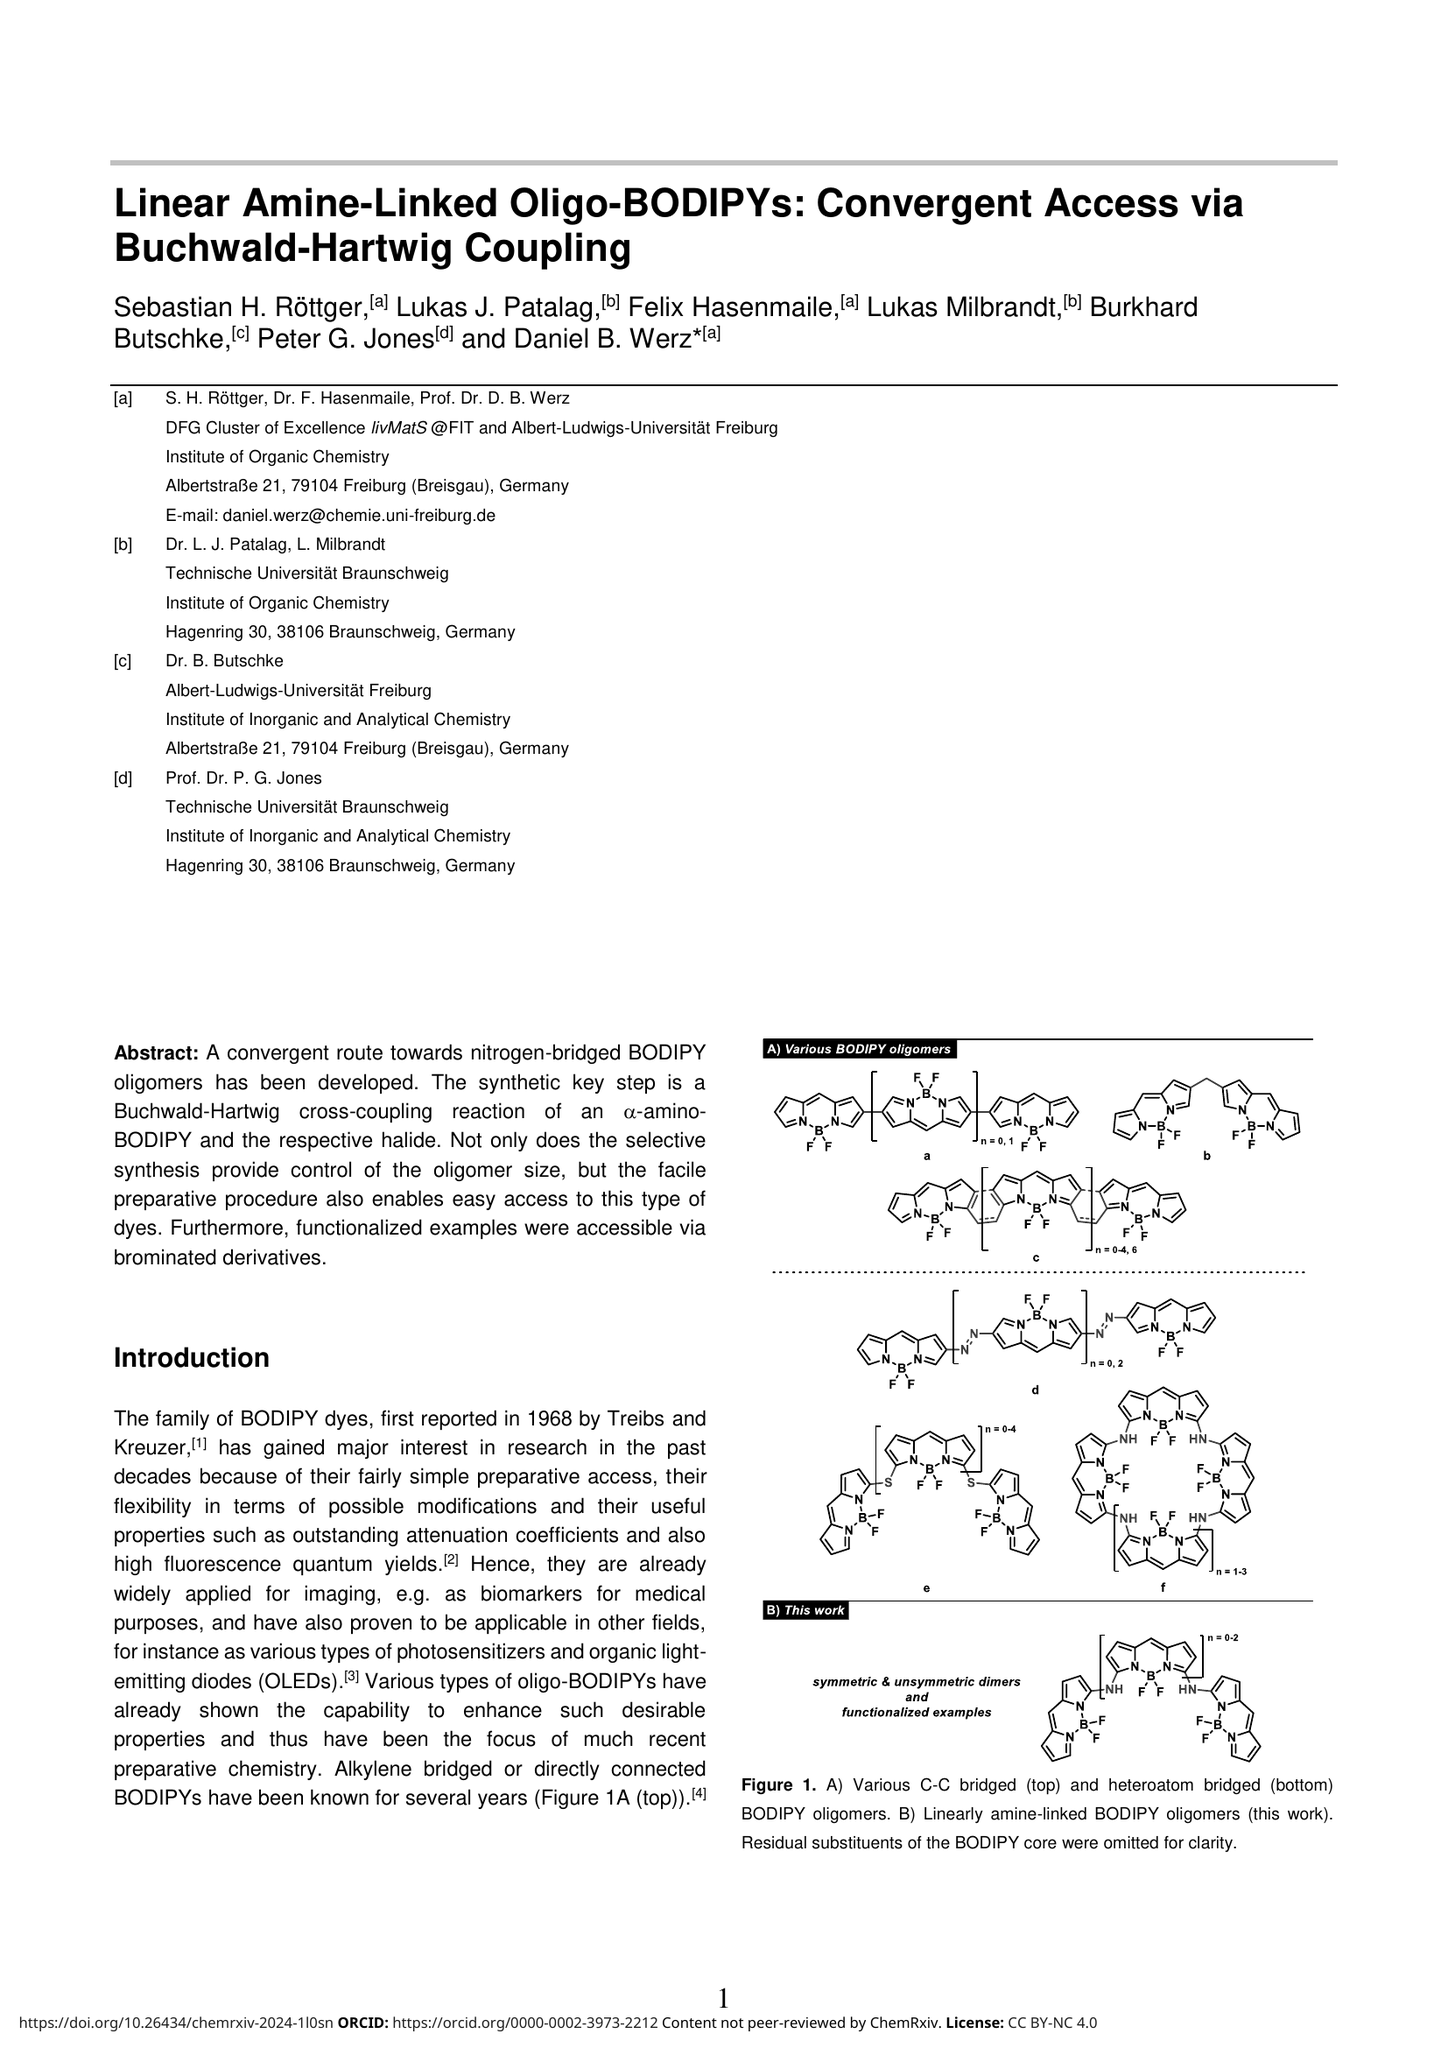 Linear Amine-Linked Oligo-BODIPYs: Convergent Access via
Buchwald-Hartwig Coupling
Sebastian H. Röttger,[a] Lukas J. Patalag,[b] Felix Hasenmaile,[a] Lukas Milbrandt,[b] Burkhard
Butschke,[c] Peter G. Jones[d] and Daniel B. Werz*[a]
[a] S. H. Röttger, Dr. F. Hasenmaile, Prof. Dr. D. B. Werz
DFG Cluster of Excellence livMatS @FIT and Albert-Ludwigs-Universität Freiburg
Institute of Organic Chemistry
Albertstraße 21, 79104 Freiburg (Breisgau), Germany
E-mail: daniel.werz@chemie.uni-freiburg.de
[b] Dr. L. J. Patalag, L. Milbrandt
Technische Universität Braunschweig
Institute of Organic Chemistry
Hagenring 30, 38106 Braunschweig, Germany
[c] Dr. B. Butschke
Albert-Ludwigs-Universität Freiburg
Institute of Inorganic and Analytical Chemistry
Albertstraße 21, 79104 Freiburg (Breisgau), Germany
[d] Prof. Dr. P. G. Jones
Technische Universität Braunschweig
Institute of Inorganic and Analytical Chemistry
Hagenring 30, 38106 Braunschweig, Germany
Abstract: A convergent route towards nitrogen-bridged BODIPY
oligomers has been developed. The synthetic key step is a
Buchwald-Hartwig cross-coupling reaction of an α-amino-
BODIPY and the respective halide. Not only does the selective
synthesis provide control of the oligomer size, but the facile
preparative procedure also enables easy access to this type of
dyes. Furthermore, functionalized examples were accessible via
brominated derivatives.
Introduction
The family of BODIPY dyes, first reported in 1968 by Treibs and
Kreuzer,[1] has gained major interest in research in the past
decades because of their fairly simple preparative access, their
flexibility in terms of possible modifications and their useful
properties such as outstanding attenuation coefficients and also
high fluorescence quantum yields.[2] Hence, they are already
widely applied for imaging, e.g. as biomarkers for medical
purposes, and have also proven to be applicable in other fields,
for instance as various types of photosensitizers and organic light-
emitting diodes (OLEDs).[3] Various types of oligo-BODIPYs have
already shown the capability to enhance such desirable
properties and thus have been the focus of much recent
preparative chemistry. Alkylene bridged or directly connected
BODIPYs have been known for several years (Figure 1A (top)).[4]
A) Various BODIPY oligomers
F F
B
N N
N N
B
F F
N N
B
F F
n = 0, 1
a
N N
B
F F
N N
B
F F
b
N N
B
F F
N N
B
F F
N N
B
F F
n = 0-4, 6
c
N N
B
F F
N
N
F F
B
N N
N
N
N N
B
F F
n = 0, 2
d
n = 0-4
N N
B
F F
S S
N
B F
F
N
N
F B
F
N
e
N N
B
F F
NH HN
N
B F
F
N
N
F B
F
N
NH HN
F F
B
N N
n = 1-3
f
B) This work
symmetric & unsymmetric dimers
and
functionalized examples
n = 0-2
N N
B
F F
NH HN
N
B F
F
N
N
F B
F
N
Figure 1. A) Various C-C bridged (top) and heteroatom bridged (bottom)
BODIPY oligomers. B) Linearly amine-linked BODIPY oligomers (this work).
Residual substituents of the BODIPY core were omitted for clarity.
1
https://doi.org/10.26434/chemrxiv-2024-1l0sn ORCID: https://orcid.org/0000-0002-3973-2212 Content not peer-reviewed by ChemRxiv. License: CC BY-NC 4.0